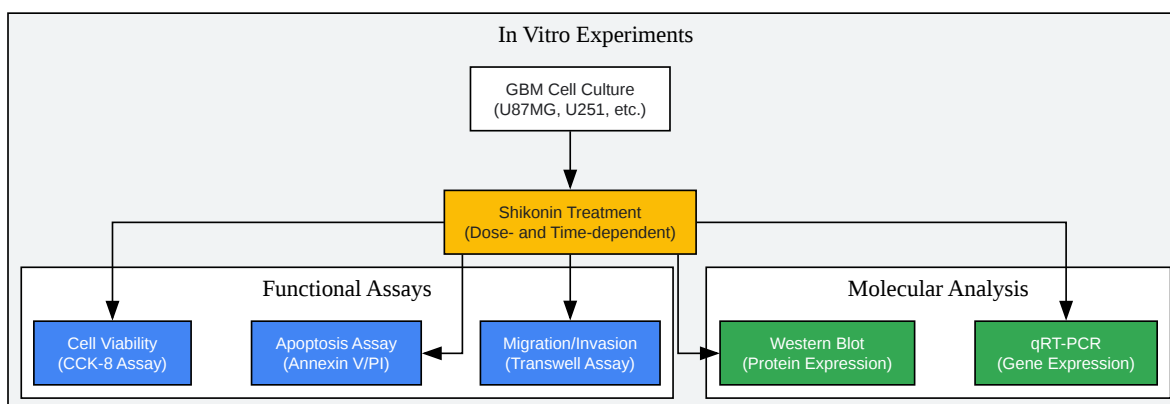 In Vitro Experiments
GBM Cell Culture
(U87MG, U251, etc.)
Shikonin Treatment
(Dose- and Time-dependent)
Functional Assays
Molecular Analysis
Cell Viability
(CCK-8 Assay)
Apoptosis Assay
(Annexin V/PI)
Migration/Invasion
(Transwell Assay)
Western Blot
(Protein Expression)
qRT-PCR
(Gene Expression)